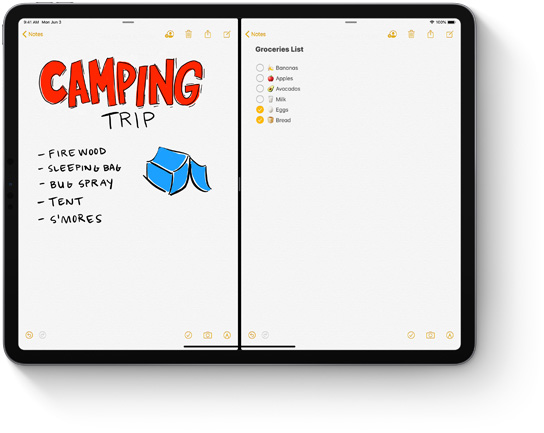 9:41 AM Mon Jun 3
Notes
CAMPING
TRIP
- FIREWOOD
- SLEEPING BAG
- BUG SPRAY
- TENT
- S'MORES
100%
Notes
Groceries List
Bananas
Apples
Avocados
Milk
Eggs
Bread